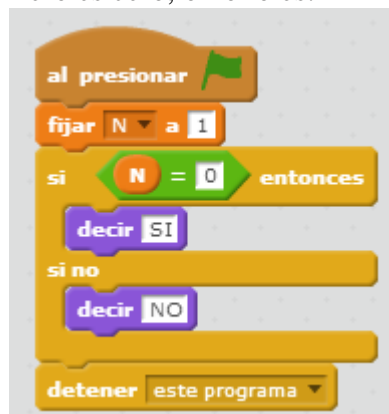 al presionar
fijar N a 1
si N = 0 entonces
decir SI
si no
decir NO
detener este programa